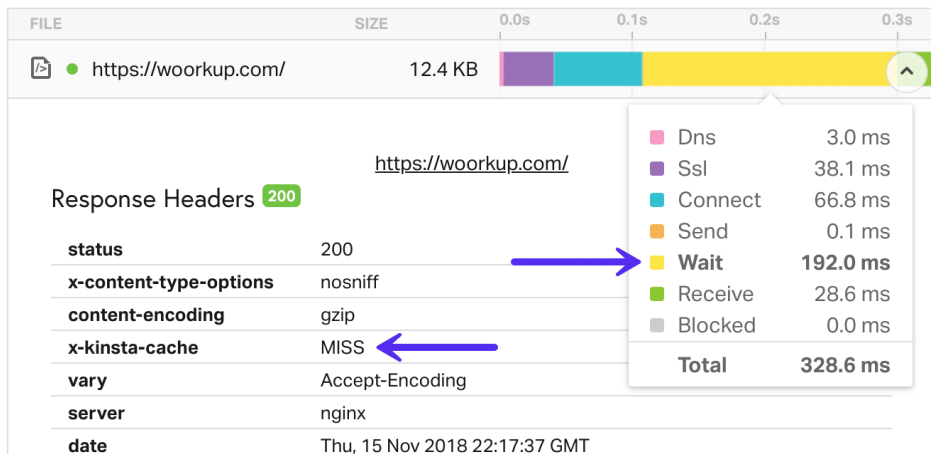 FILE SIZE 0.0s 0.1s 0.2s 0.3s
https://woorkup.com/ 12.4 KB
Dns 3.0 ms
https://woorkup.com/
Ssl 38.1 ms
Response Headers 200
Connect 66.8 ms
Send 0.1 ms
status 200
Wait 192.0 ms
x-content-type-options nosniff
Receive 28.6 ms
content-encoding gzip
Blocked 0.0 ms
x-kinsta-cache MISS
Total 328.6 ms
vary Accept-Encoding
server nginx
date Thu, 15 Nov 2018 22:17:37 GMT